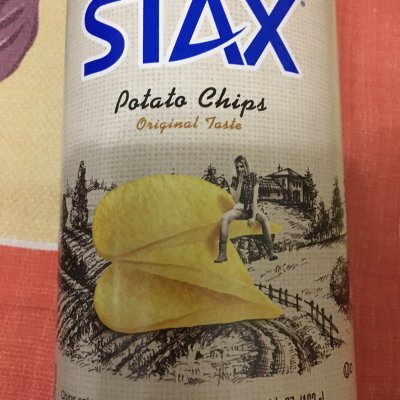 STAX®
Potato Chips
Original Taste